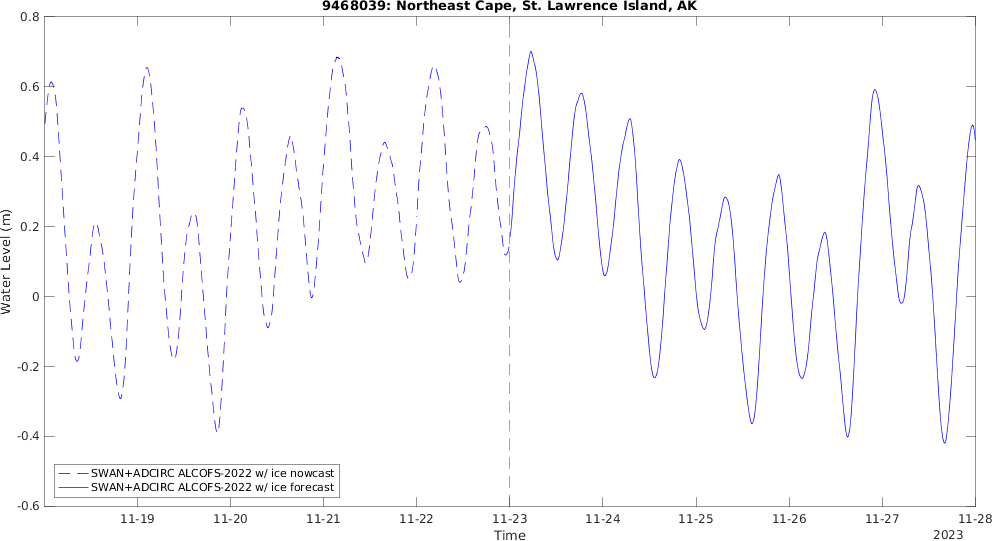 9468039: Northeast Cape, St. Lawrence Island, AK
0.8
0.6
0.4
0.2
0
-0.2
-0.4
-0.6
Water Level (m)
SWAN+ADCIRC ALCOFS-2022 w/ ice nowcast
SWAN+ADCIRC ALCOFS-2022 w/ ice forecast
11-19 11-20 11-21 11-22 11-23 11-24 11-25 11-26 11-27 11-28
Time
2023